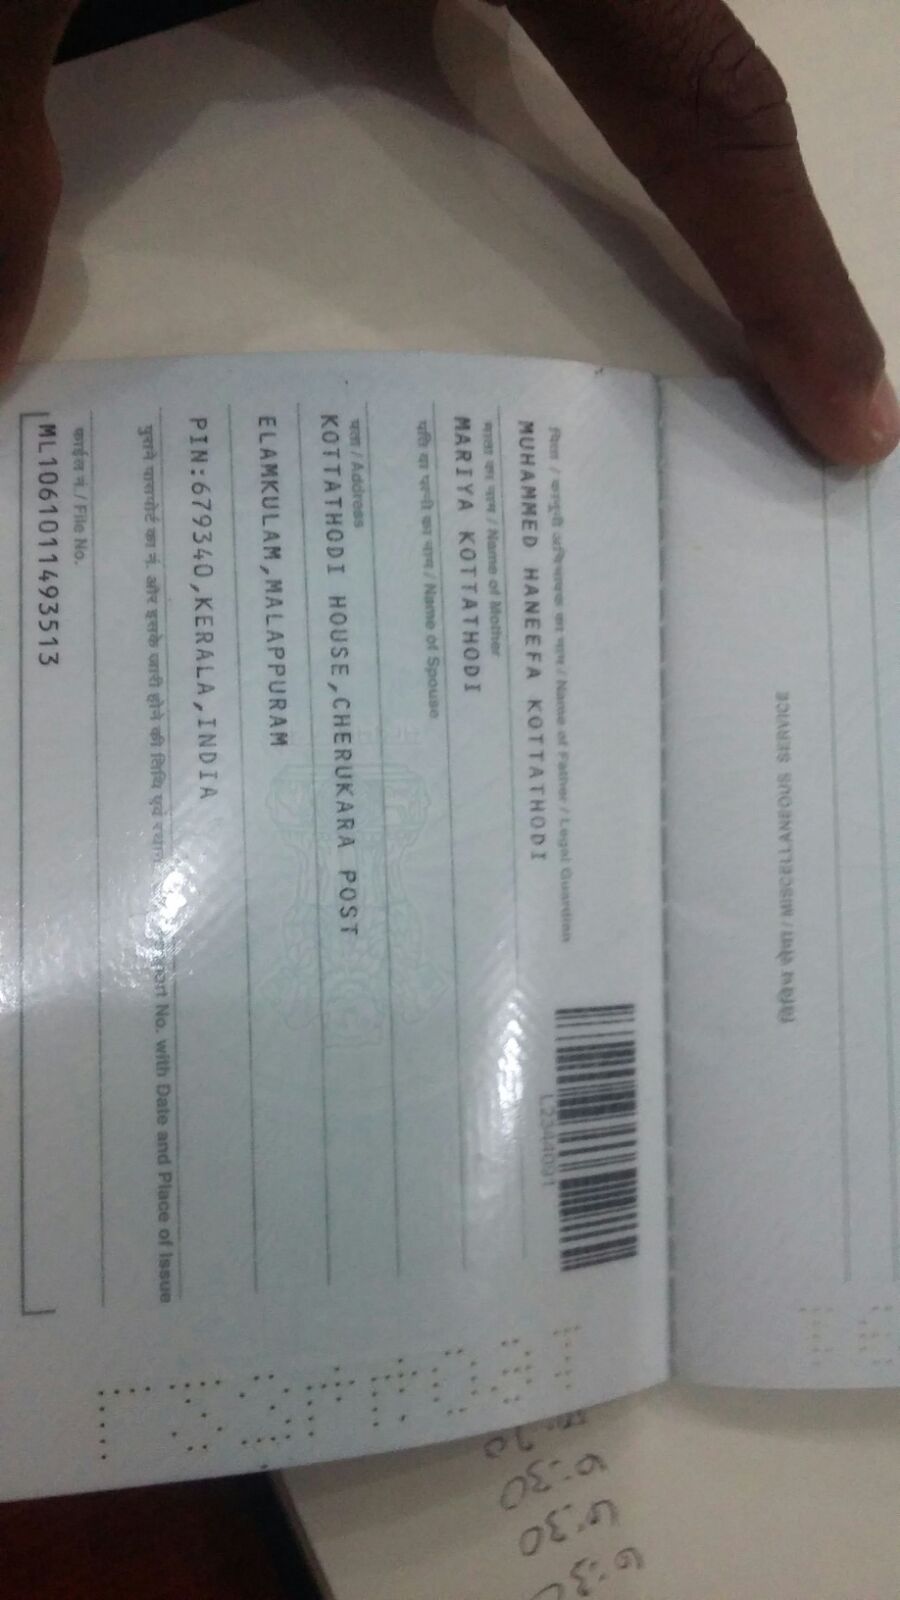 पिता / कानूनी अभिभावक का नाम / Name of Father / Legal Guardian
MUHAMMED HANEEFA KOTTATHODI
माता का नाम / Name of Mother
MARIYA KOTTATHODI
पति या पत्नी का नाम / Name of Spouse
पता / Address
KOTTATHODI HOUSE,CHERUKARA POST
ELAMKULAM,MALAPPURAM
PIN:679340,KERALA,INDIA
पुराने पासपोर्ट का नं. और इसके जारी होने की तिथि एवं स्थान No. with Date and Place of Issue
फाईल नं. / File No.
ML1061011493513
L2344091
विविध सेवा / MISCELLANEOUS SERVICE
6:30
6:30
6:30